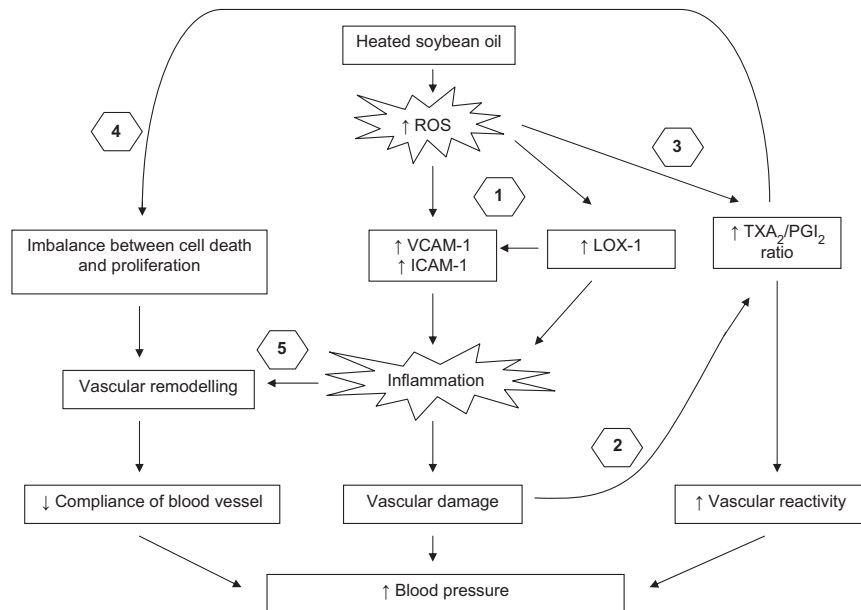 Heated soybean oil
↑ ROS
4
3
1
Imbalance between cell death
and proliferation
↑ VCAM-1
↑ ICAM-1
↑ LOX-1
↑ TXA₂/PGI₂
ratio
5
Vascular remodelling
Inflammation
2
↓ Compliance of blood vessel
Vascular damage
↑ Vascular reactivity
↑ Blood pressure